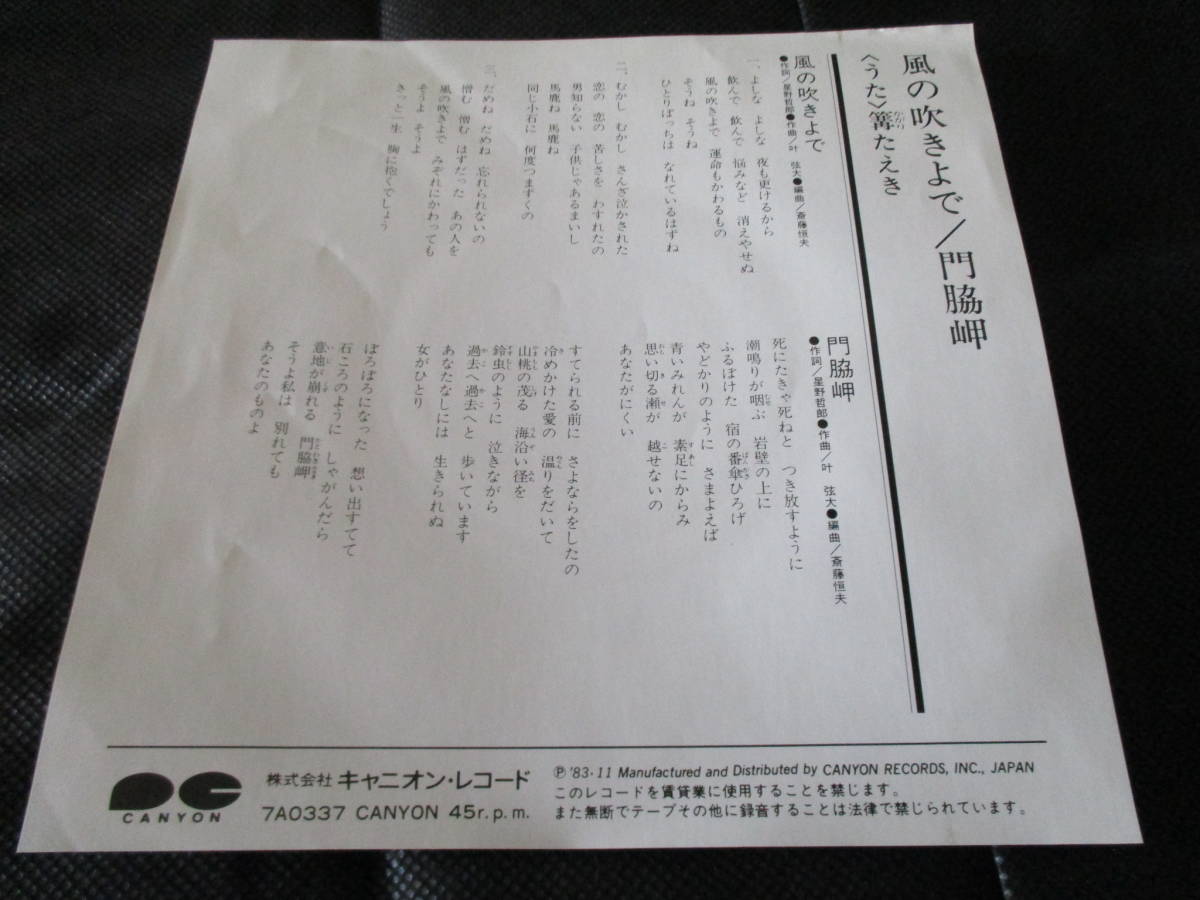 風の吹きよで/門脇岬
〈うた〉篝たえき
かがり
風の吹きよで
●作詞/星野哲郎●作曲/叶 弦大●編曲/斎藤恒夫
一、よしな よしな 夜も更けるから
飲んで 飲んで 悩みなど 消えやせぬ
風の吹きよで 運命もかわるもの
そうね そうね
ひとりぼっちは なれているはずね
二、むかし むかし さんざ泣かされた
恋の 恋の 苦しさを わすれたの
男知らない 子供じゃあるまいし
馬鹿ね 馬鹿ね
同じ小石に 何度つまずくの
三、だめね だめね 忘れられないの
憎む 憎む はずだった あの人を
風の吹きよで みぞれにかわっても
そうよ そうよ
きっと一生 胸に抱くでしょう
門脇岬
●作詞/星野哲郎●作曲/叶 弦大●編曲/斎藤恒夫
死にたきゃ死ねと つき放すように
潮鳴りが咽ぶ 岩壁の上に
ふるぼけた 宿の番傘ひろげ
やどかりのように さまよえば
青いみれんが 素足にからみ
思い切る瀬が 越せないの
あなたがにくい
すてられる前に さよならをしたの
冷めかけた愛の 温りをだいて
山桃の茂る 海沿い径を
鈴虫のように 泣きながら
過去へ過去へと 歩いています
あなたなしには 生きられぬ
女がひとり
ぼろぼろになった 想い出すてて
石ころのように しゃがんだら
意地が崩れる 門脇岬
そうよ私は 別れても
あなたのものよ
CANYON
株式会社 キャニオン・レコード
7A0337 CANYON 45r.p.m.
Ⓟ '83・11 Manufactured and Distributed by CANYON RECORDS, INC., JAPAN
このレコードを賃貸業に使用することを禁じます。
また無断でテープその他に録音することは法律で禁じられています。